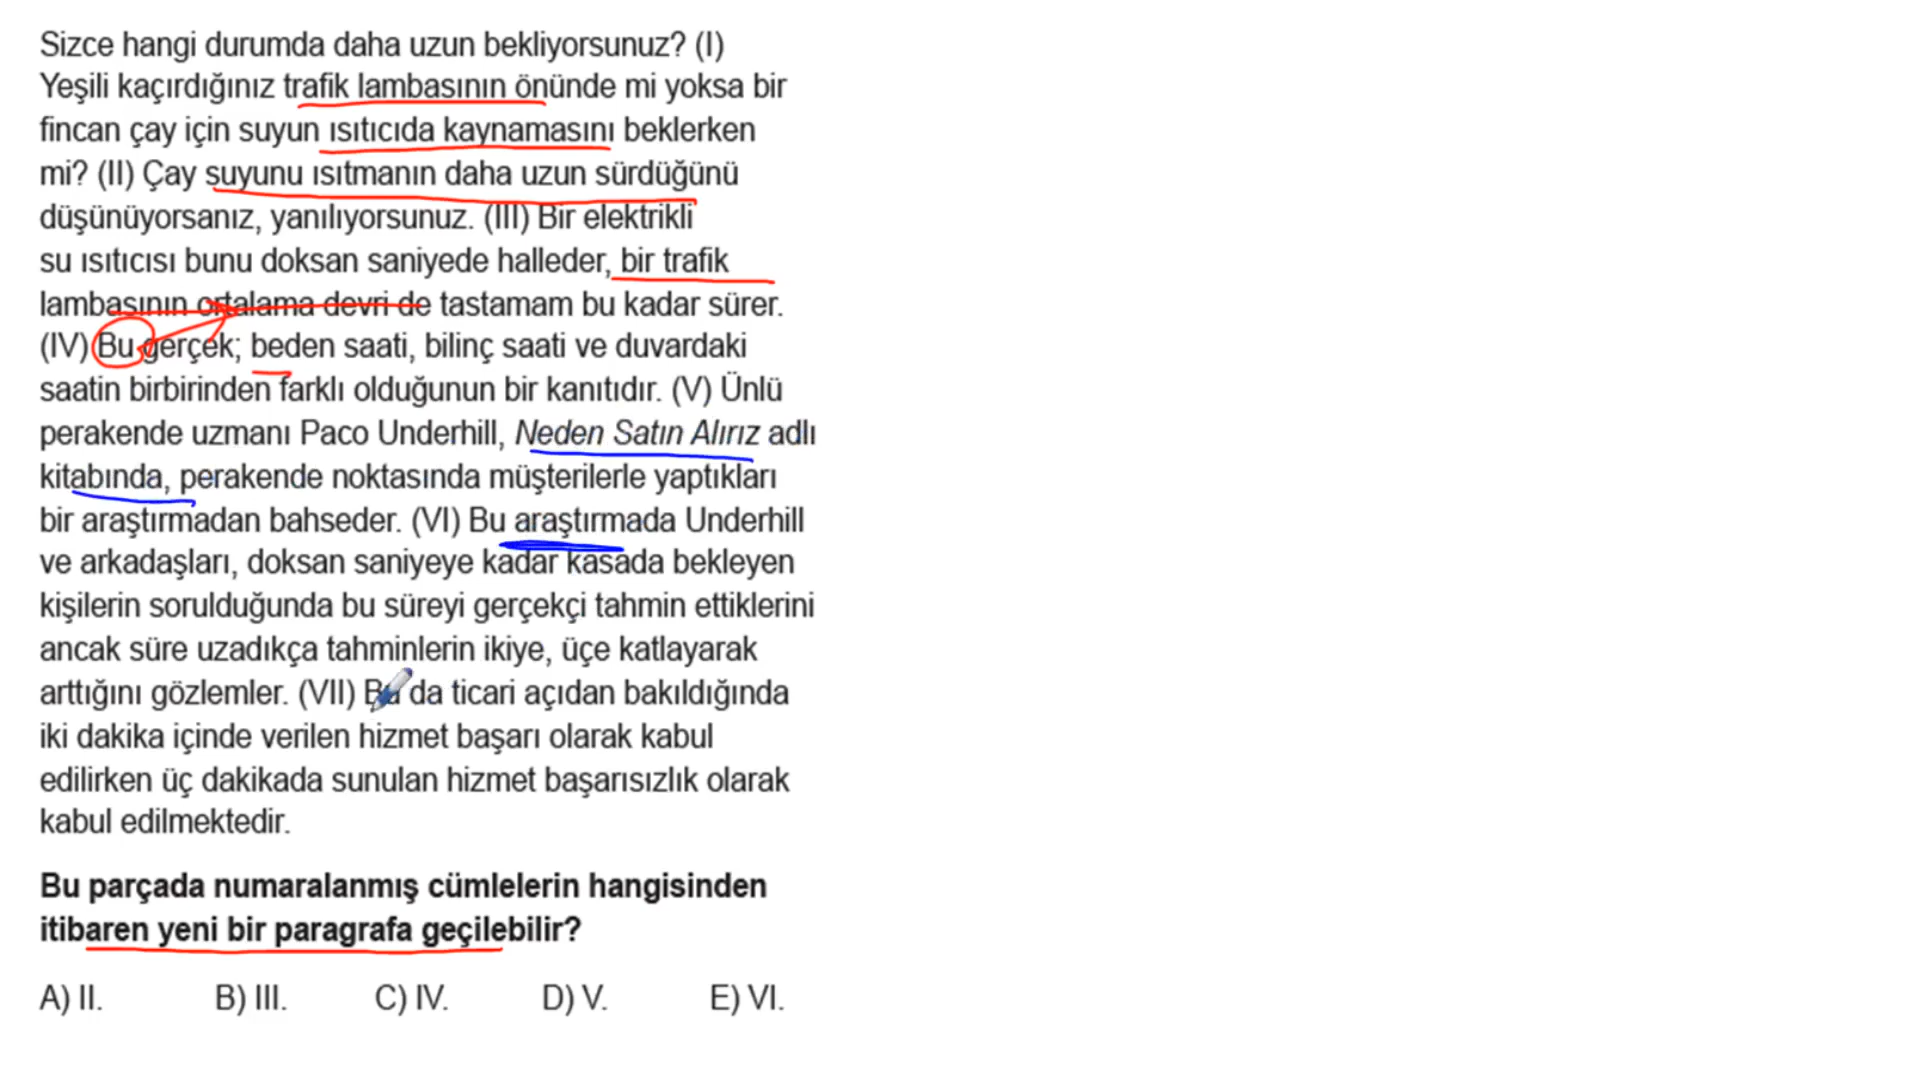 Sizce hangi durumda daha uzun bekliyorsunuz? (I)
Yeşili kaçırdığınız trafik lambasının önünde mi yoksa bir
fincan çay için suyun ısıtıcıda kaynamasını beklerken
mi? (II) Çay suyunu ısıtmanın daha uzun sürdüğünü
düşünüyorsanız, yanılıyorsunuz. (III) Bir elektrikli
su ısıtıcısı bunu doksan saniyede halleder, bir trafik
lambasının ortalama devri de tastamam bu kadar sürer.
(IV) Bu gerçek; beden saati, bilinç saati ve duvardaki
saatin birbirinden farklı olduğunun bir kanıtıdır. (V) Ünlü
perakende uzmanı Paco Underhill, Neden Satın Alırız adlı
kitabında, perakende noktasında müşterilerle yaptıkları
bir araştırmadan bahseder. (VI) Bu araştırmada Underhill
ve arkadaşları, doksan saniyeye kadar kasada bekleyen
kişilerin sorulduğunda bu süreyi gerçekçi tahmin ettiklerini
ancak süre uzadıkça tahminlerin ikiye, üçe katlayarak
arttığını gözlemler. (VII) Bu da ticari açıdan bakıldığında
iki dakika içinde verilen hizmet başarı olarak kabul
edilirken üç dakikada sunulan hizmet başarısızlık olarak
kabul edilmektedir.
Bu parçada numaralanmış cümlelerin hangisinden
itibaren yeni bir paragrafa geçilebilir?
A) II. B) III. C) IV. D) V. E) VI.